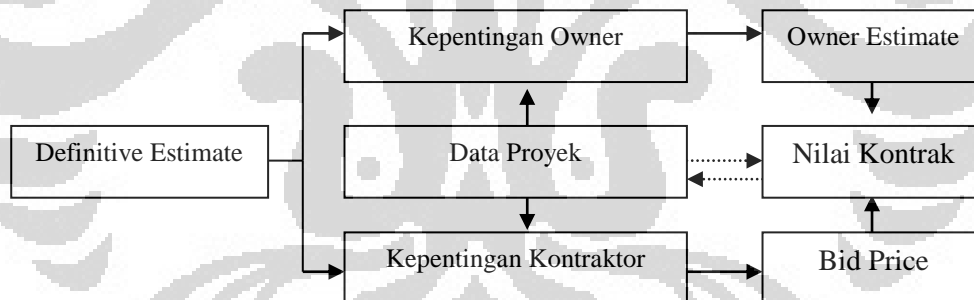 Kepentingan Owner
Owner Estimate
Definitive Estimate
Data Proyek
Nilai Kontrak
Kepentingan Kontraktor
Bid Price